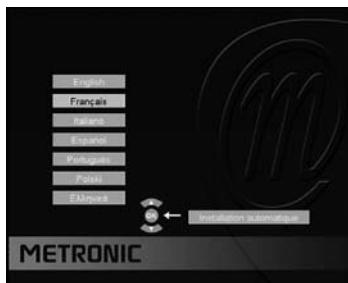 English
Français
Italiano
Español
Português
Polski
Ελληνικά
OK
Installation automatique
METRONIC